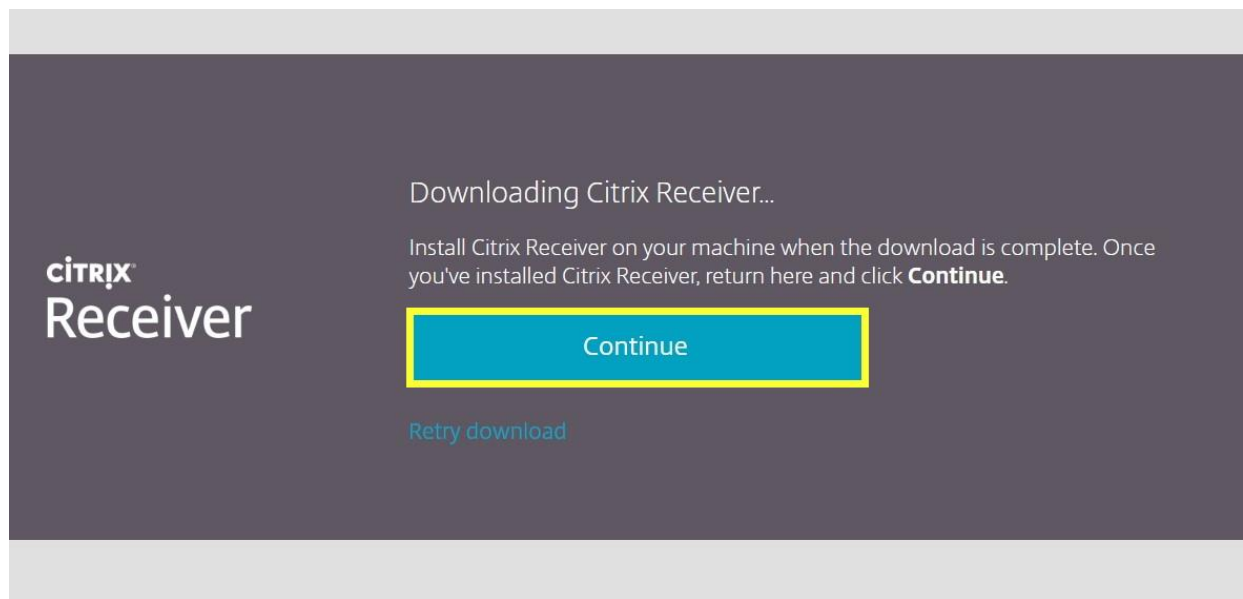 Downloading Citrix Receiver...
Install Citrix Receiver on your machine when the download is complete. Once
you've installed Citrix Receiver, return here and click Continue.
CITRIX
Receiver
Continue
Retry download